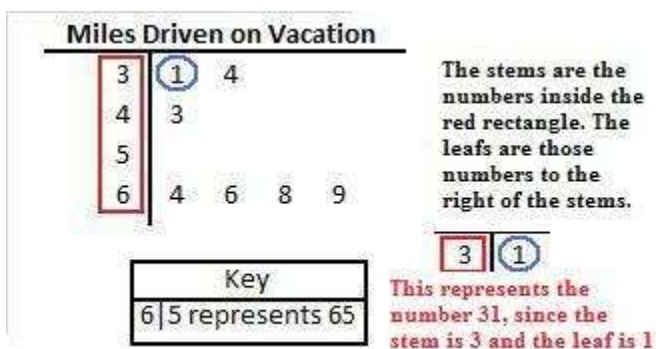 Miles Driven on Vacation
3 | 1 4
4 | 3
5 |
6 | 4 6 8 9
Key
6|5 represents 65
The stems are the
numbers inside the
red rectangle. The
leafs are those
numbers to the
right of the stems.
3 | 1
This represents the
number 31, since the
stem is 3 and the leaf is 1